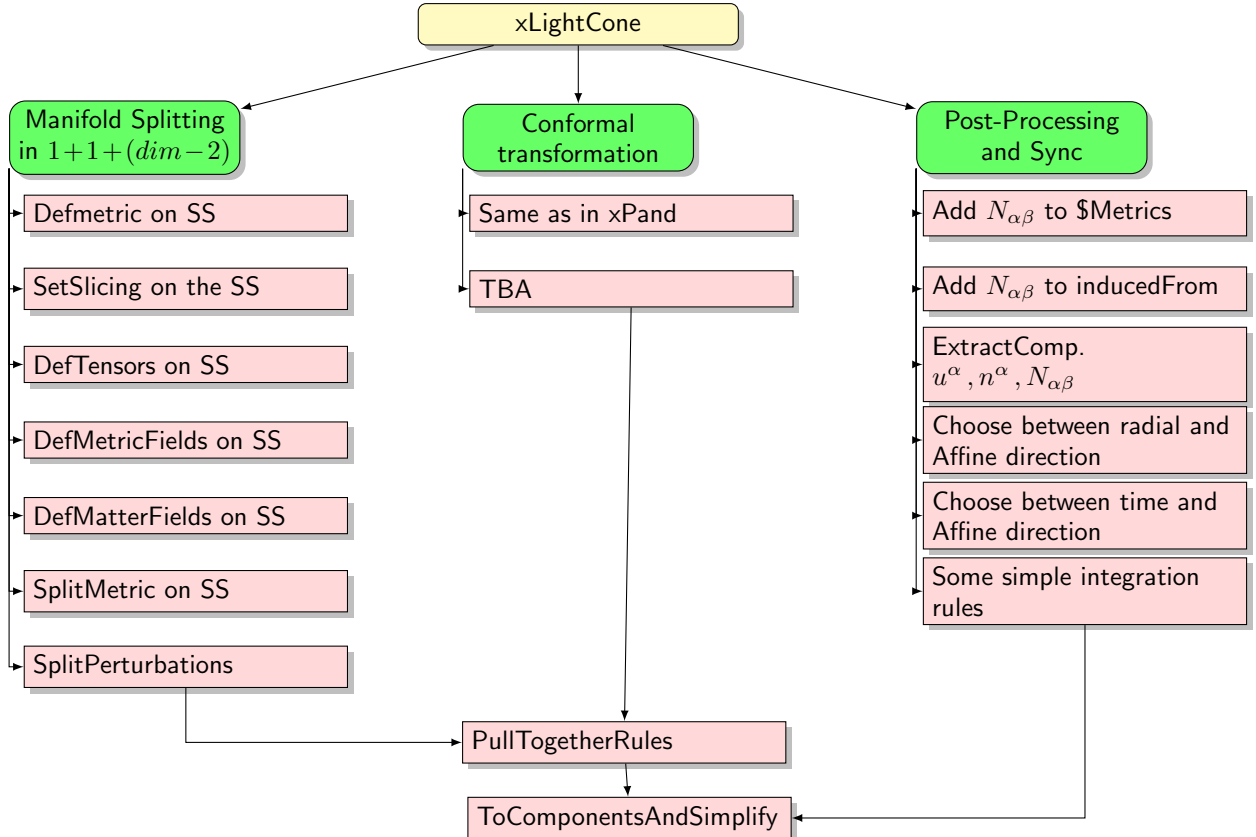 xLightCone
Manifold Splitting
in 1+1+(dim−2)
Defmetric on SS
SetSlicing on the SS
DefTensors on SS
DefMetricFields on SS
DefMatterFields on SS
SplitMetric on SS
SplitPerturbations
Conformal
transformation
Same as in xPand
TBA
Post-Processing
and Sync
Add N_{αβ} to $Metrics
Add N_{αβ} to inducedFrom
ExtractComp.
u^α , n^α , N_{αβ}
Choose between radial and
Affine direction
Choose between time and
Affine direction
Some simple integration
rules
PullTogetherRules
ToComponentsAndSimplify